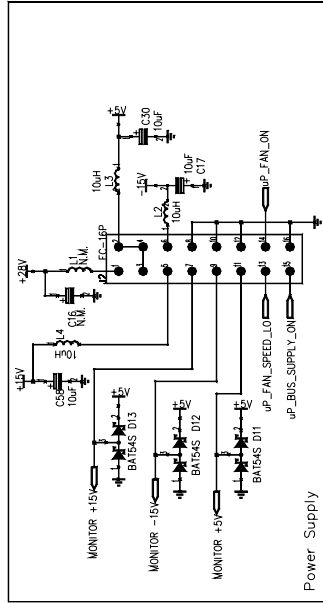 +5V
C30
10uF
L3
10uH
-15V
10uF
C17
L2
10uH
FC-16P
uP_FAN_ON
+28V
L1
N.M.
C16
N.M.
+15V
L4
10uH
C58
10uF
+5V
BAT54S D13
MONITOR +15V
+5V
BAT54S D12
MONITOR -15V
+5V
BAT54S D11
MONITOR +5V
uP_FAN_SPEED_LO
uP_BUS_SUPPLY_ON
Power Supply